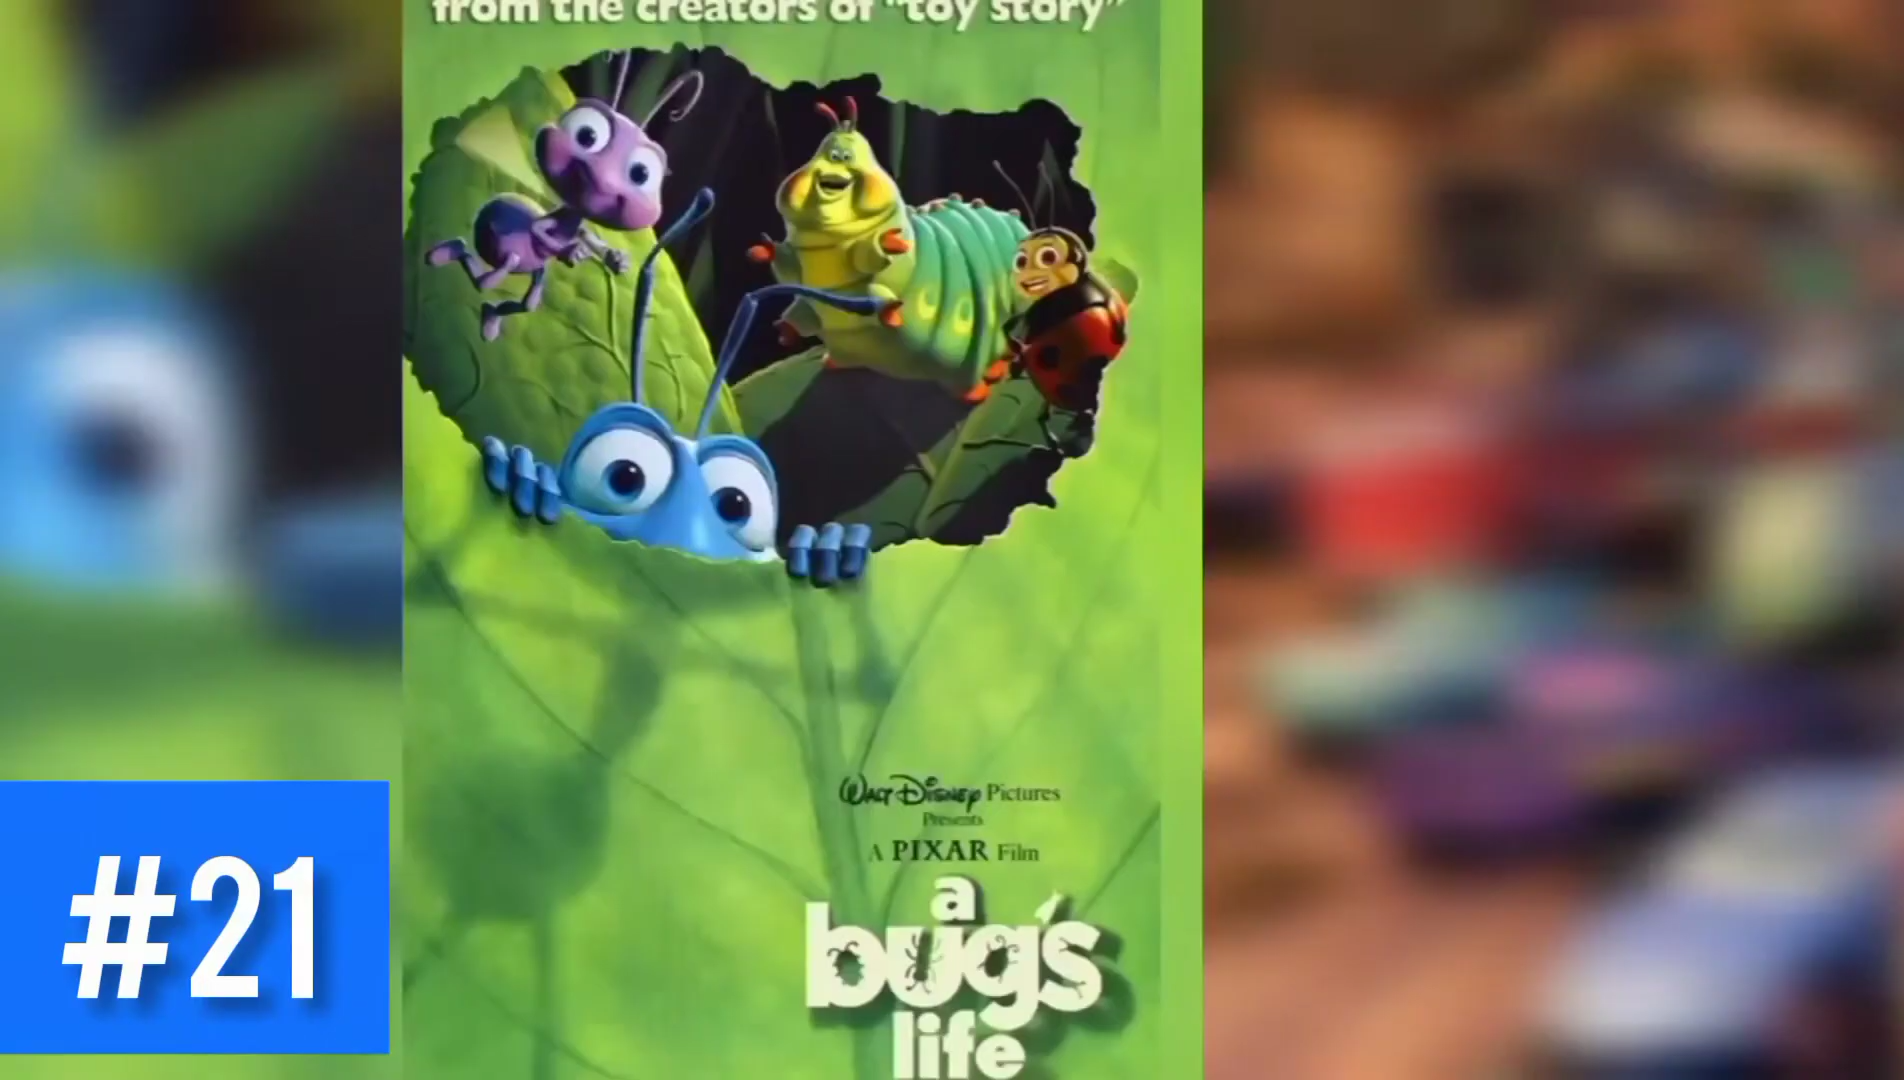 from the creators of "toy story"
Walt Disney Pictures
Presents
A PIXAR Film
a
bug's
life
#21